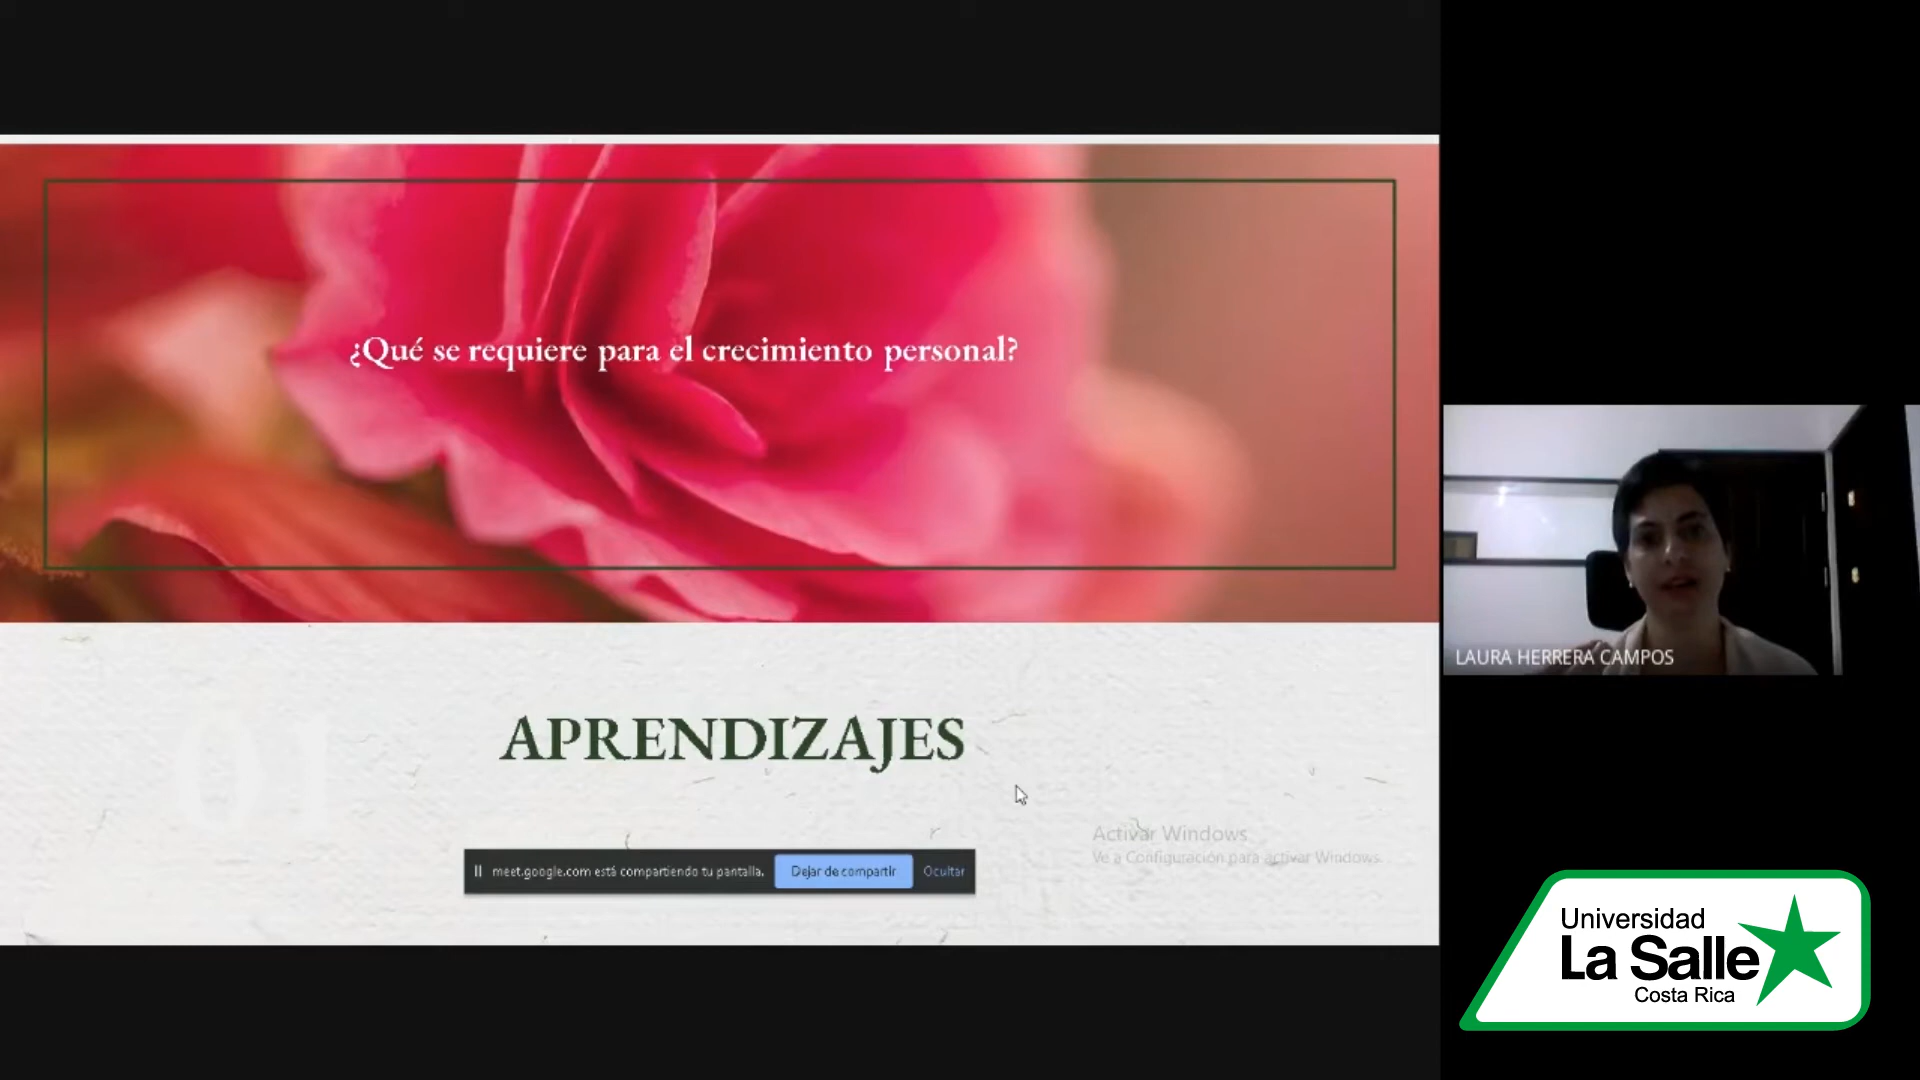 ¿Qué se requiere para el crecimiento personal?
01
APRENDIZAJES
Activar Windows
Ve a Configuración para activar Windows.
meet.google.com está compartiendo tu pantalla.
Dejar de compartir
Ocultar
LAURA HERRERA CAMPOS
Universidad
La Salle
Costa Rica